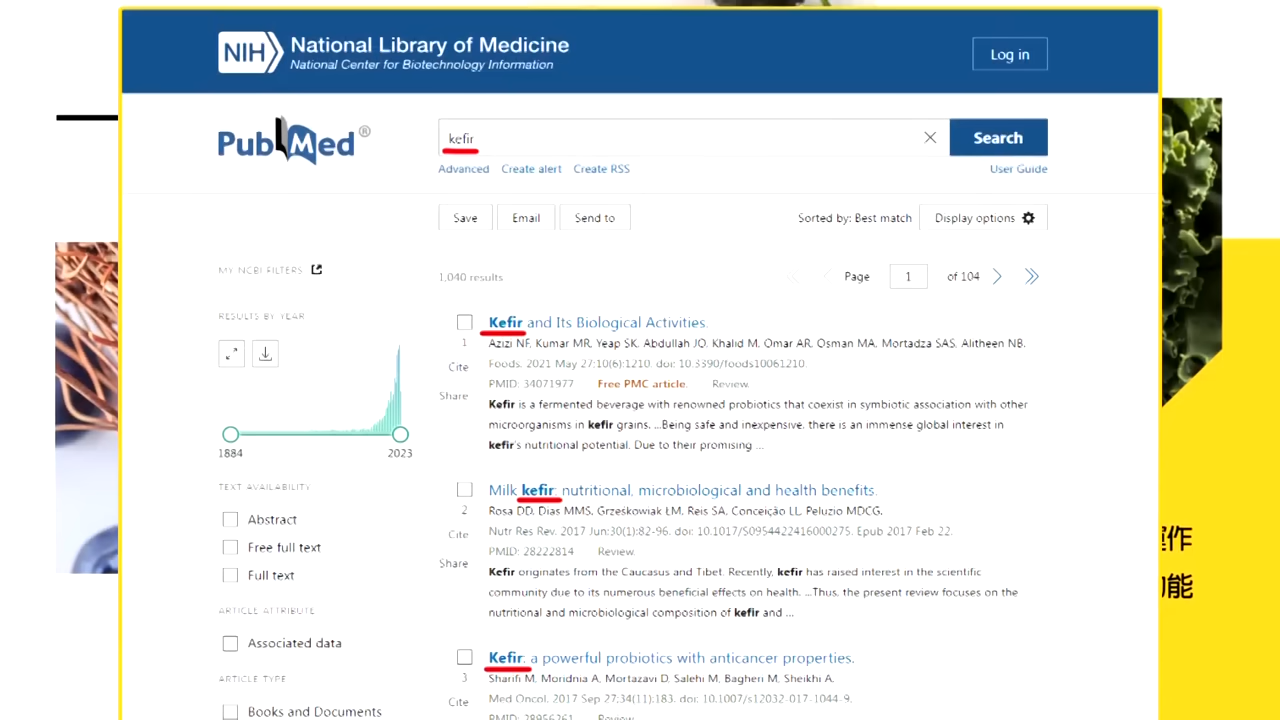 NIH National Library of Medicine
National Center for Biotechnology Information
Log in
PubMed®
kefir
Search
Advanced Create alert Create RSS
User Guide
Save Email Send to
Sorted by: Best match Display options
MY NCBI FILTERS
1,040 results
Page 1 of 104
RESULTS BY YEAR
1884 2023
TEXT AVAILABILITY
Abstract
Free full text
Full text
ARTICLE ATTRIBUTE
Associated data
ARTICLE TYPE
Books and Documents
Kefir and Its Biological Activities.
1
Azizi NF, Kumar MR, Yeap SK, Abdullah JO, Khalid M, Omar AR, Osman MA, Mortadza SAS, Alitheen NB.
Cite
Foods. 2021 May 27;10(6):1210. doi: 10.3390/foods10061210.
PMID: 34071977 Free PMC article. Review.
Share
Kefir is a fermented beverage with renowned probiotics that coexist in symbiotic association with other
microorganisms in kefir grains. ...Being safe and inexpensive, there is an immense global interest in
kefir's nutritional potential. Due to their promising ...
Milk kefir: nutritional, microbiological and health benefits.
2
Rosa DD, Dias MMS, Grześkowiak ŁM, Reis SA, Conceição LL, Peluzio MDCG.
Cite
Nutr Res Rev. 2017 Jun;30(1):82-96. doi: 10.1017/S0954422416000275. Epub 2017 Feb 22.
PMID: 28222814 Review.
Share
Kefir originates from the Caucasus and Tibet. Recently, kefir has raised interest in the scientific
community due to its numerous beneficial effects on health. ...Thus, the present review focuses on the
nutritional and microbiological composition of kefir and ...
Kefir: a powerful probiotics with anticancer properties.
3
Sharifi M, Moridnia A, Mortazavi D, Salehi M, Bagheri M, Sheikhi A.
Cite
Med Oncol. 2017 Sep 27;34(11):183. doi: 10.1007/s12032-017-1044-9.
PMID: 28956261 Review.
作
能